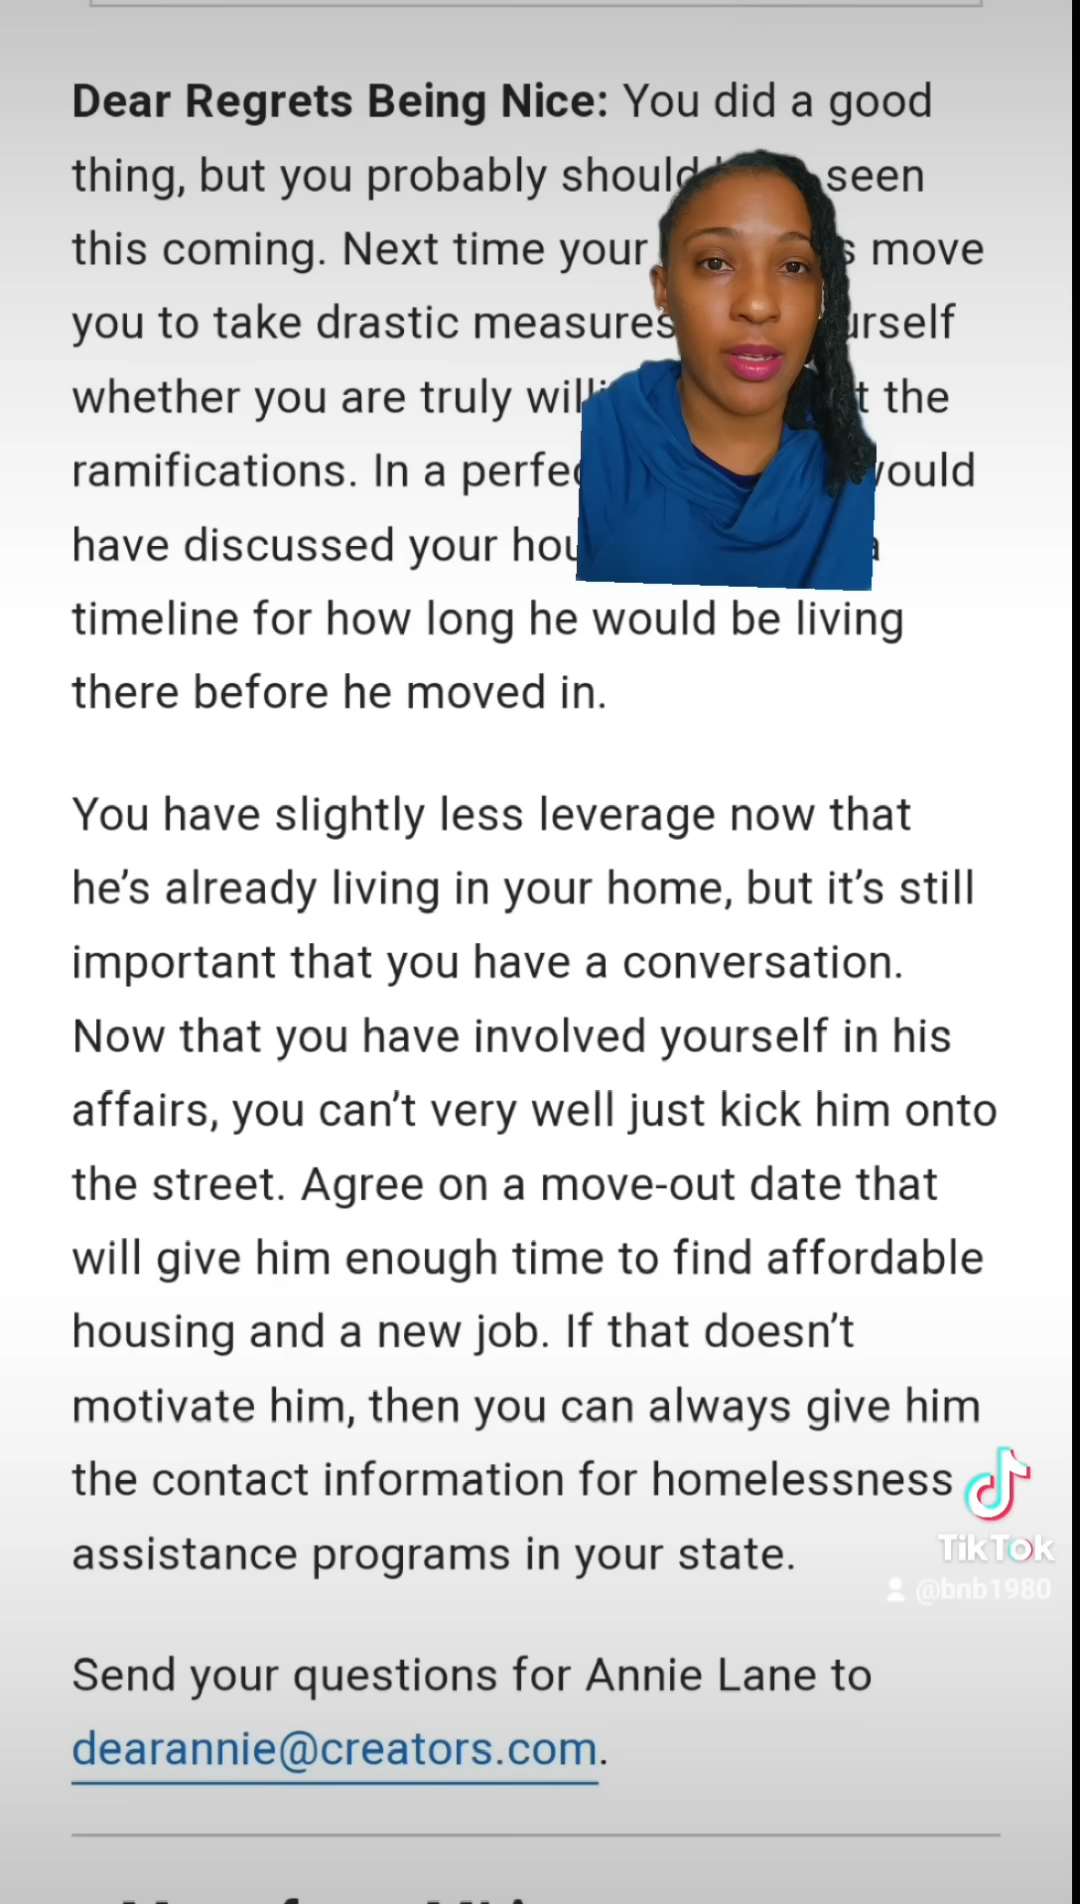 Dear Regrets Being Nice: You did a good
thing, but you probably should seen
this coming. Next time your move
you to take drastic measures
whether you are truly the
ramifications. In a
have discussed your
timeline for how long he would be living
there before he moved in.
You have slightly less leverage now that
he’s already living in your home, but it’s still
important that you have a conversation.
Now that you have involved yourself in his
affairs, you can’t very well just kick him onto
the street. Agree on a move-out date that
will give him enough time to find affordable
housing and a new job. If that doesn’t
motivate him, then you can always give him
the contact information for homelessness
assistance programs in your state.
TikTok
@bnb1980
Send your questions for Annie Lane to
dearannie@creators.com.